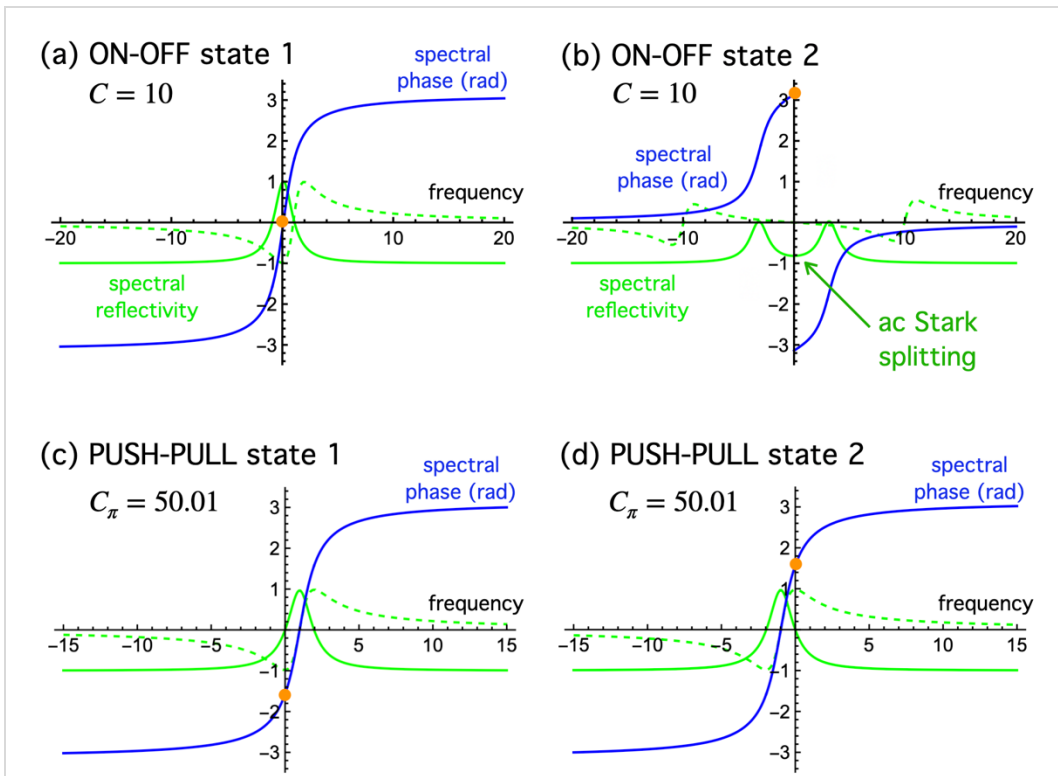 (a) ON-OFF state 1
C = 10
spectral
phase (rad)
frequency
3
2
1
−1
−2
−3
−20
−10
10
20
spectral
reflectivity
(b) ON-OFF state 2
C = 10
spectral
phase (rad)
frequency
3
2
1
−1
−2
−3
−20
−10
10
20
spectral
reflectivity
ac Stark
splitting
(c) PUSH-PULL state 1
Cπ = 50.01
spectral
phase (rad)
frequency
3
2
1
−1
−2
−3
−15
−10
−5
5
10
15
(d) PUSH-PULL state 2
Cπ = 50.01
spectral
phase (rad)
frequency
3
2
1
−1
−2
−3
−15
−10
−5
5
10
15